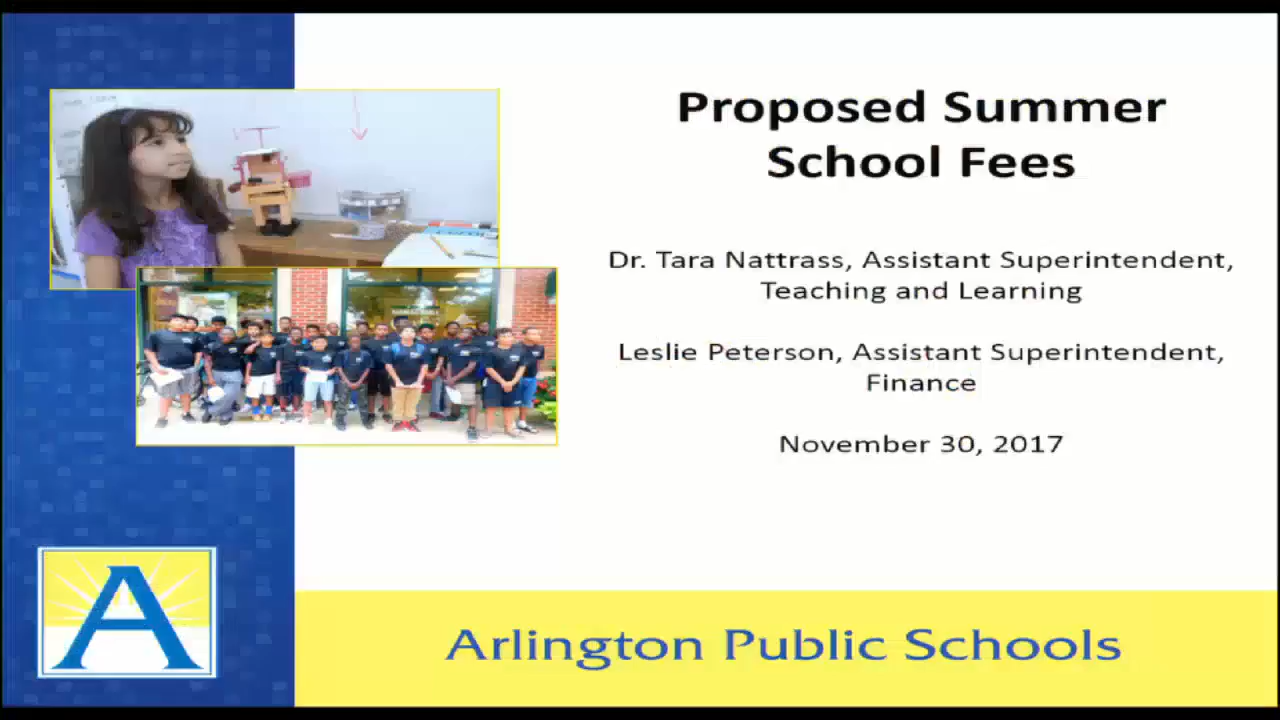 Proposed Summer
School Fees
Dr. Tara Nattrass, Assistant Superintendent,
Teaching and Learning
Leslie Peterson, Assistant Superintendent,
Finance
November 30, 2017
A
Arlington Public Schools